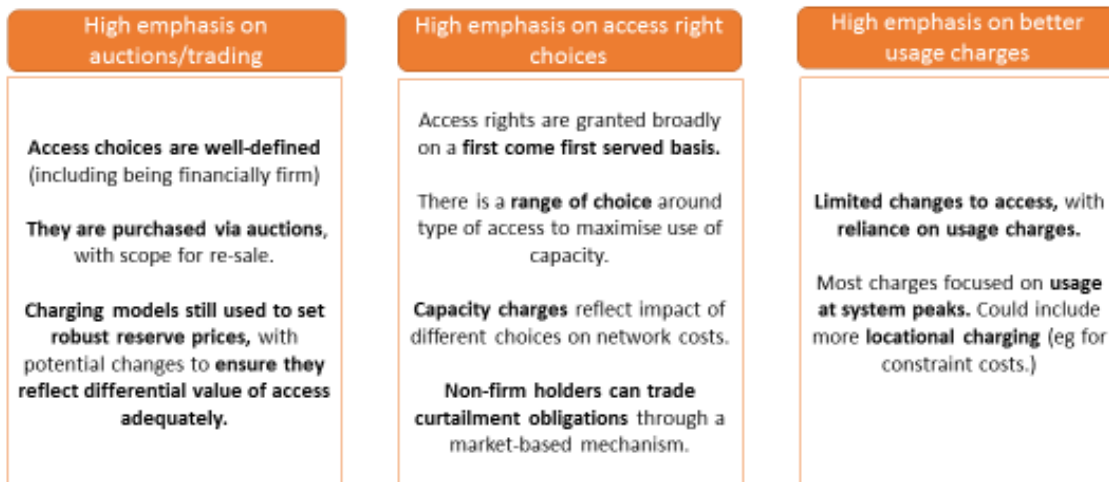 High emphasis on
auctions/trading
Access choices are well-defined
(including being financially firm)
They are purchased via auctions,
with scope for re-sale.
Charging models still used to set
robust reserve prices, with
potential changes to ensure they
reflect differential value of access
adequately.
High emphasis on access right
choices
Access rights are granted broadly
on a first come first served basis.
There is a range of choice around
type of access to maximise use of
capacity.
Capacity charges reflect impact of
different choices on network costs.
Non-firm holders can trade
curtailment obligations through a
market-based mechanism.
High emphasis on better
usage charges
Limited changes to access, with
reliance on usage charges.
Most charges focused on usage
at system peaks. Could include
more locational charging (eg for
constraint costs.)